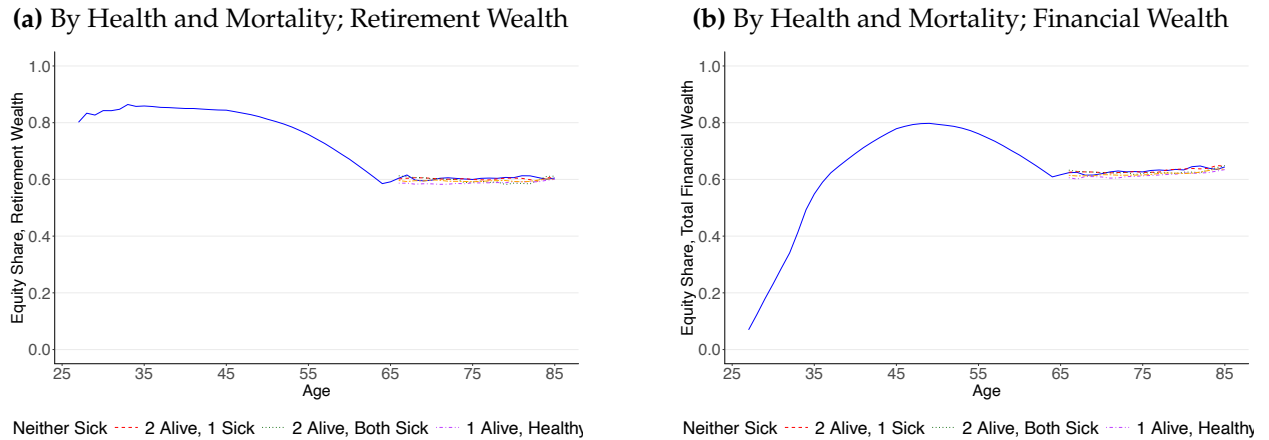 (a) By Health and Mortality; Retirement Wealth
Equity Share, Retirement Wealth
1.0
0.8
0.6
0.4
0.2
0.0
25 35 45 55 65 75 85
Age
Neither Sick 2 Alive, 1 Sick 2 Alive, Both Sick 1 Alive, Healthy
(b) By Health and Mortality; Financial Wealth
Equity Share, Total Financial Wealth
1.0
0.8
0.6
0.4
0.2
0.0
25 35 45 55 65 75 85
Age
Neither Sick 2 Alive, 1 Sick 2 Alive, Both Sick 1 Alive, Healthy